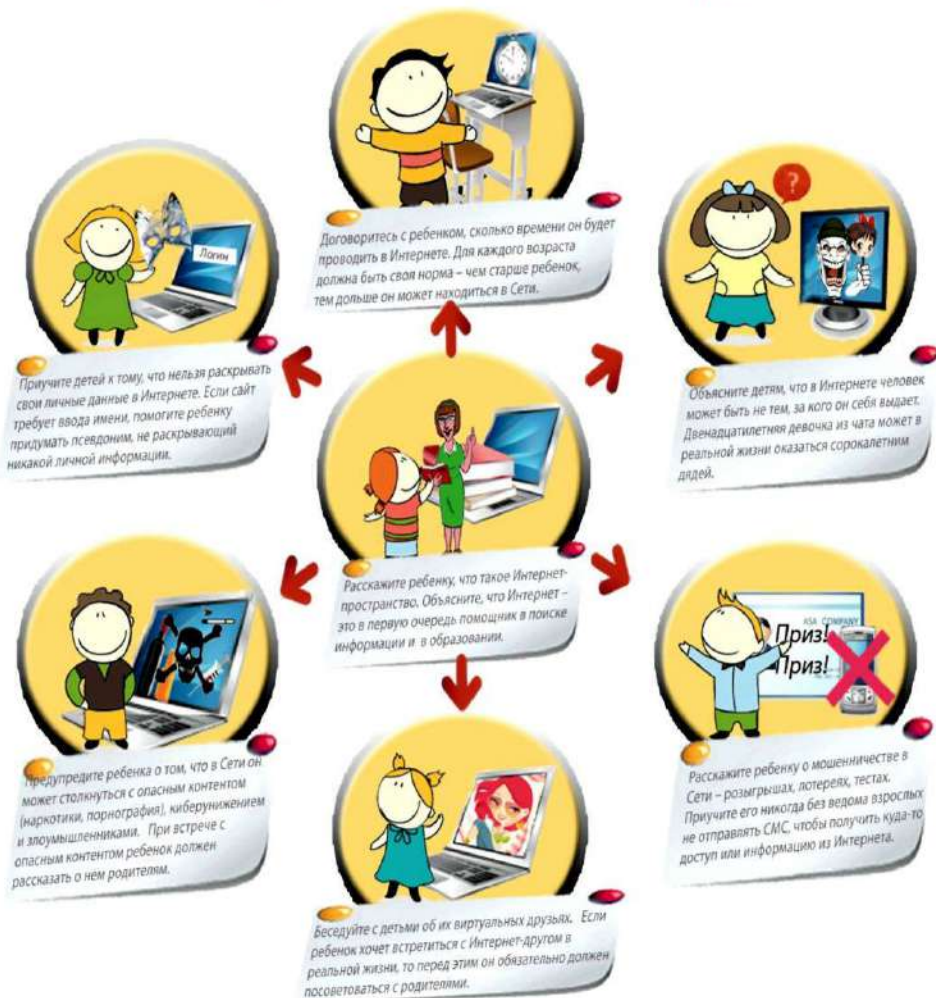 Договоритесь с ребенком, сколько времени он будет
проводить в Интернете. Для каждого возраста
должна быть своя норма – чем старше ребенок,
тем дольше он может находиться в Сети.
Логин
Приучите детей к тому, что нельзя раскрывать
свои личные данные в Интернете. Если сайт
требует ввода имени, помогите ребенку
придумать псевдоним, не раскрывающий
никакой личной информации.
?
Объясните детям, что в Интернете человек
может быть не тем, за кого он себя выдает.
Двенадцатилетняя девочка из чата может в
реальной жизни оказаться сорокалетним
дядей.
Расскажите ребенку, что такое Интернет-
пространство. Объясните, что Интернет –
это в первую очередь помощник в поиске
информации и в образовании.
Предупредите ребенка о том, что в Сети он
может столкнуться с опасным контентом
(наркотики, порнография), киберунижением
и злоумышленниками. При встрече с
опасным контентом ребенок должен
рассказать о нем родителям.
COMPANY
Приз!
Приз!
Расскажите ребенку о мошенничестве в
Сети – розыгрышах, лотереях, тестах.
Приучите его никогда без ведома взрослых
не отправлять СМС, чтобы получить куда-то
доступ или информацию из Интернета.
Беседуйте с детьми об их виртуальных друзьях. Если
ребенок хочет встретиться с Интернет-другом в
реальной жизни, то перед этим он обязательно должен
посоветоваться с родителями.